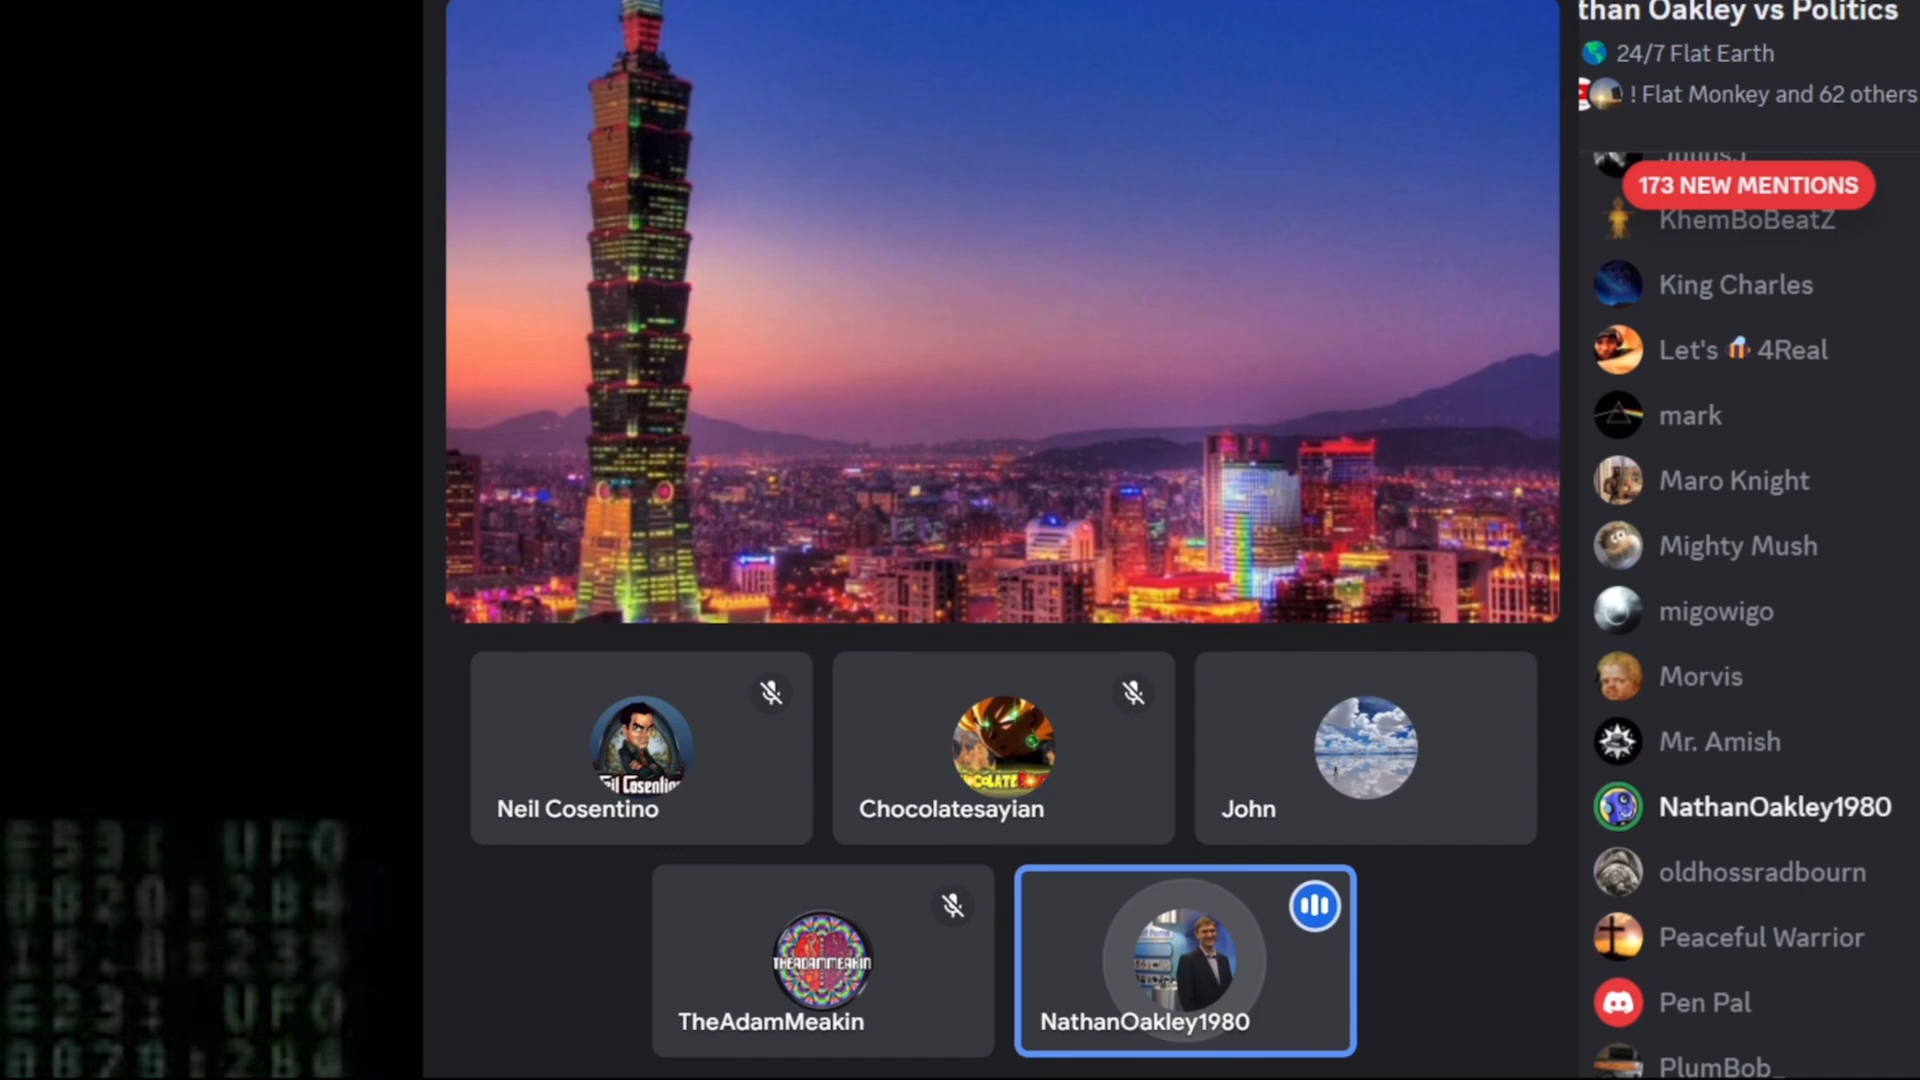 than Oakley vs Politics
24/7 Flat Earth
! Flat Monkey and 62 others
JuliusJ
173 NEW MENTIONS
KhemBoBeatZ
King Charles
Let's 4Real
mark
Maro Knight
Mighty Mush
migowigo
Morvis
Mr. Amish
NathanOakley1980
oldhossradbourn
Peaceful Warrior
Pen Pal
PlumBob_
Neil Cosentino
Chocolatesayian
John
THEADAMMEAKIN
TheAdamMeakin
NathanOakley1980
UFO
UFO